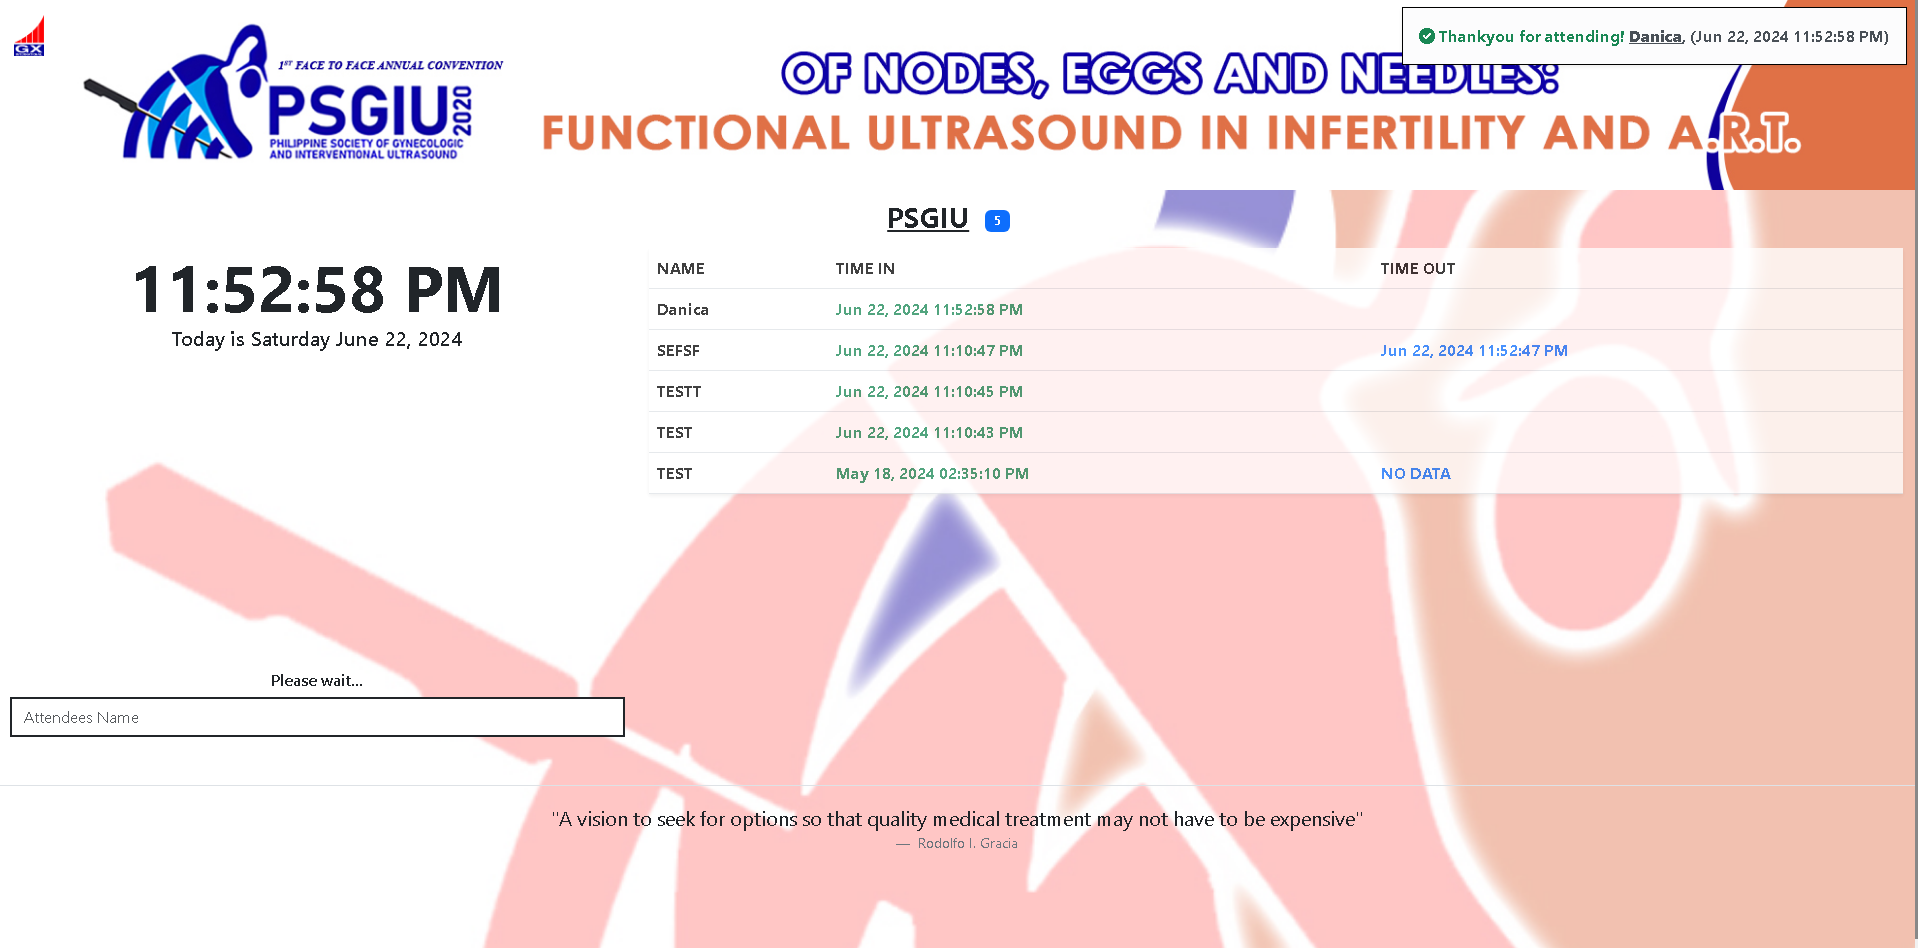 GX
1ST FACE TO FACE ANNUAL CONVENTION
PSGIU 2020
PHILIPPINE SOCIETY OF GYNECOLOGIC
AND INTERVENTIONAL ULTRASOUND
OF NODES, EGGS AND NEEDLES:
FUNCTIONAL ULTRASOUND IN INFERTILITY AND A.R.T.
Thankyou for attending! Danica, (Jun 22, 2024 11:52:58 PM)
PSGIU 5
11:52:58 PM
Today is Saturday June 22, 2024
NAME TIME IN TIME OUT
Danica Jun 22, 2024 11:52:58 PM
SEFSF Jun 22, 2024 11:10:47 PM Jun 22, 2024 11:52:47 PM
TESTT Jun 22, 2024 11:10:45 PM
TEST Jun 22, 2024 11:10:43 PM
TEST May 18, 2024 02:35:10 PM NO DATA
Please wait...
Attendees Name
"A vision to seek for options so that quality medical treatment may not have to be expensive"
— Rodolfo I. Gracia